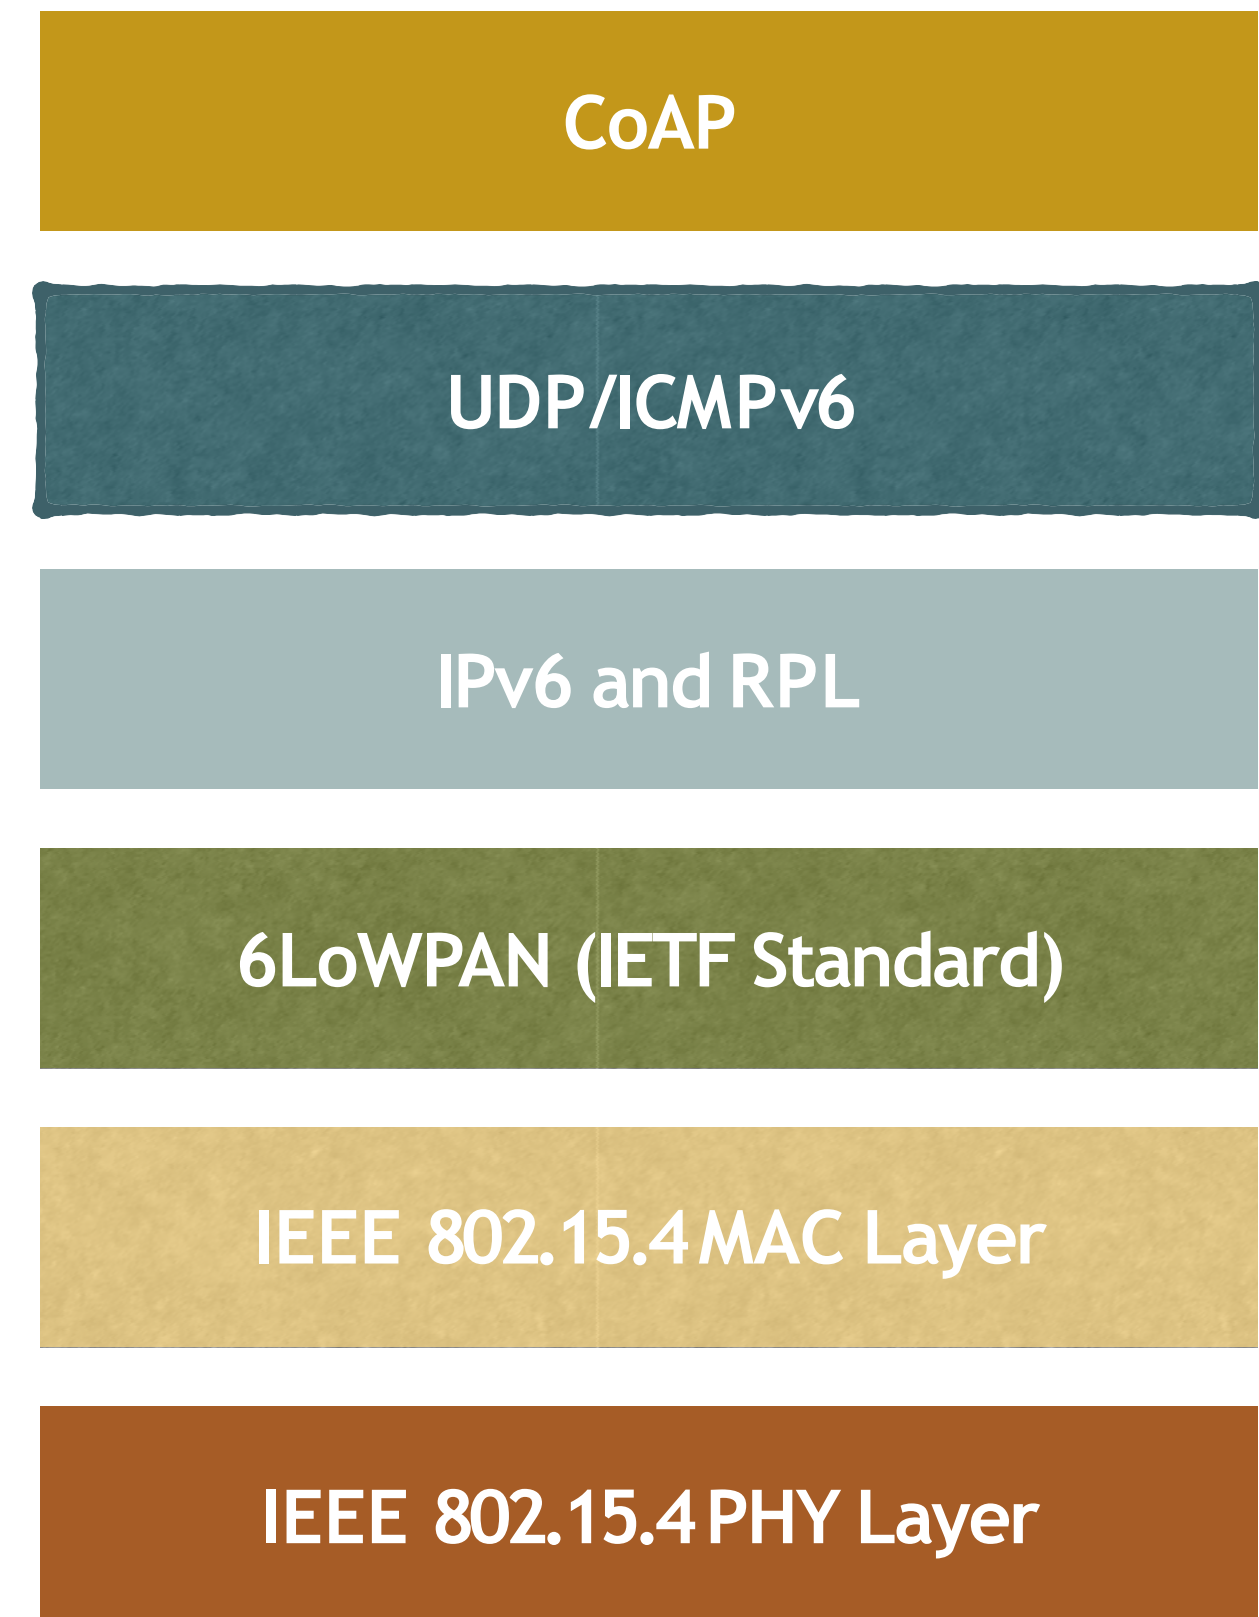 CoAP
UDP/ICMPv6
IPv6 and RPL
6LoWPAN (IETF Standard)
IEEE 802.15.4 MAC Layer
IEEE 802.15.4 PHY Layer